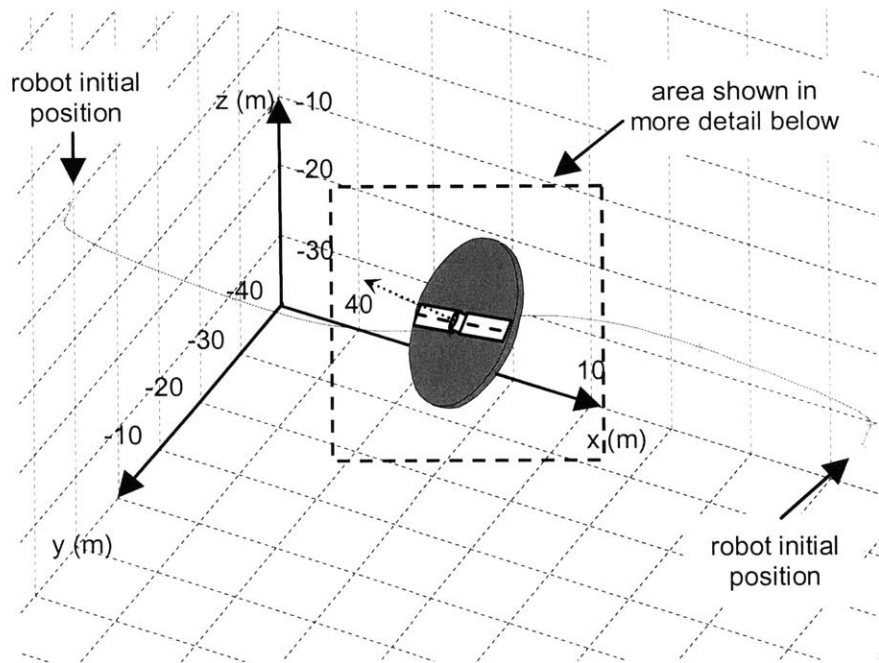 robot initial
position
z (m)
-10
area shown in
more detail below
-20
-30
-40
40
-30
-20
-10
10
x (m)
y (m)
robot initial
position